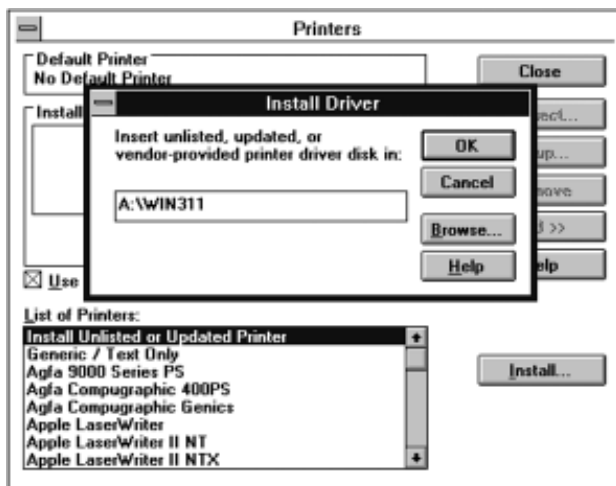 Printers
Default Printer
No Default Printer
Close
Install Driver
Insert unlisted, updated, or
vendor-provided printer driver disk in:
A:\WIN311
OK
Cancel
Browse...
Help
Use
List of Printers:
Install Unlisted or Updated Printer
Generic / Text Only
Agfa 9000 Series PS
Agfa Compugraphic 400PS
Agfa Compugraphic Genics
Apple LaserWriter
Apple LaserWriter II NT
Apple LaserWriter II NTX
Install...